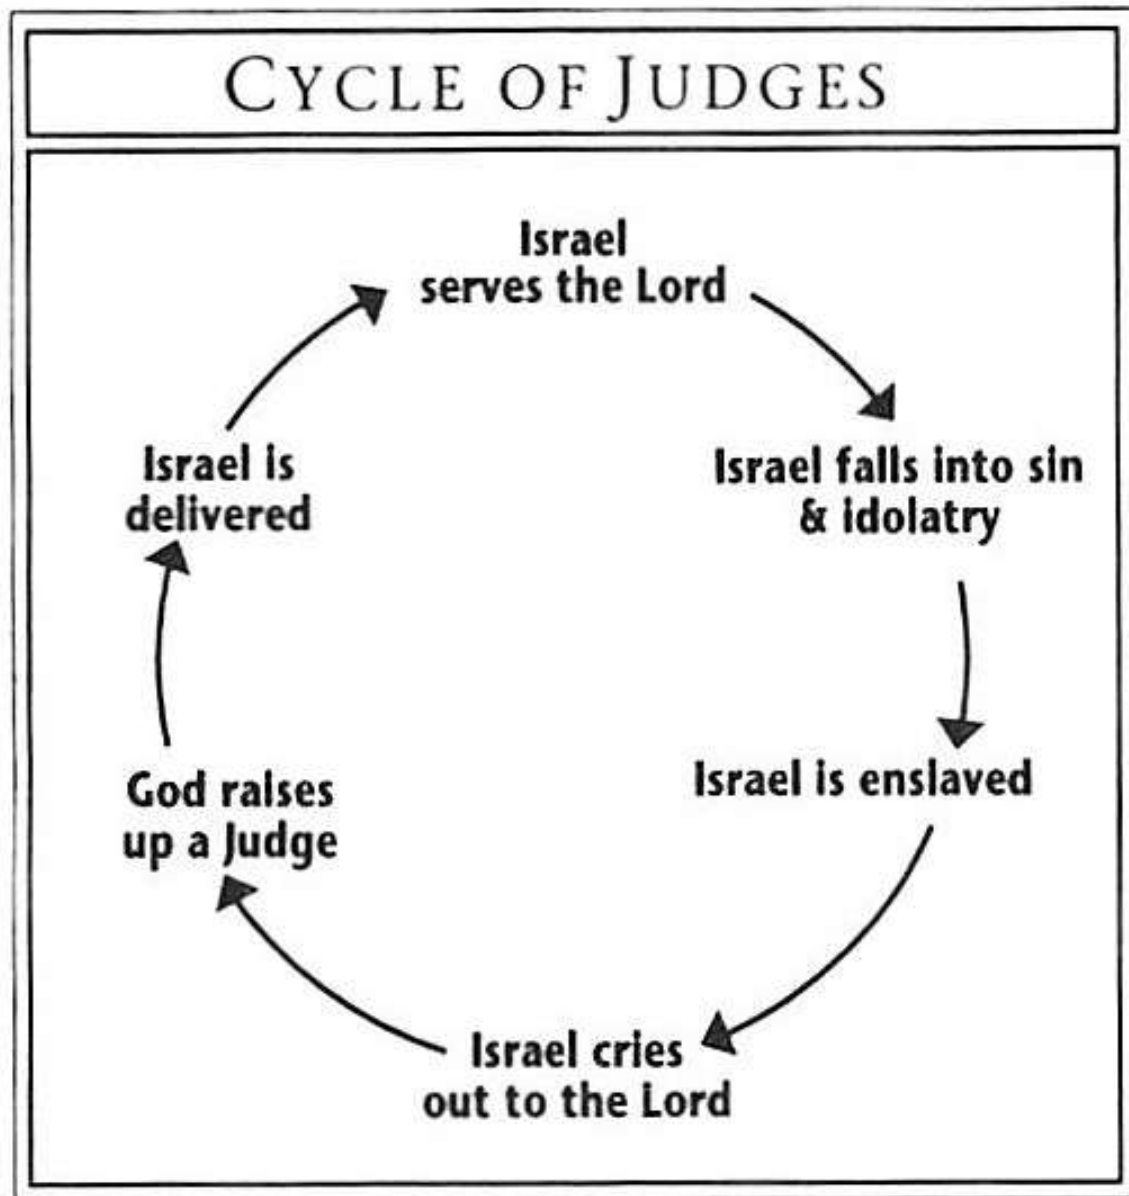 CYCLE OF JUDGES
Israel
serves the Lord
Israel falls into sin
& idolatry
Israel is enslaved
Israel cries
out to the Lord
God raises
up a Judge
Israel is
delivered